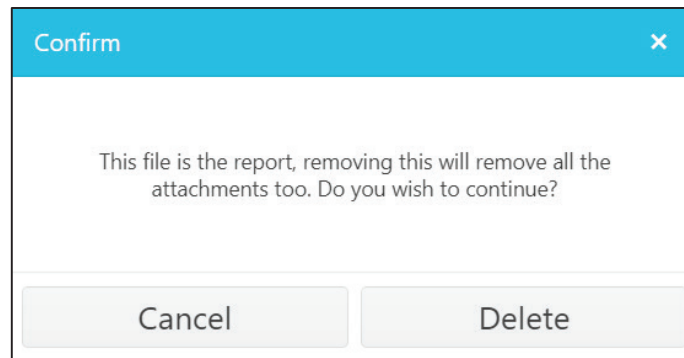 Confirm ×
This file is the report, removing this will remove all the
attachments too. Do you wish to continue?
Cancel Delete